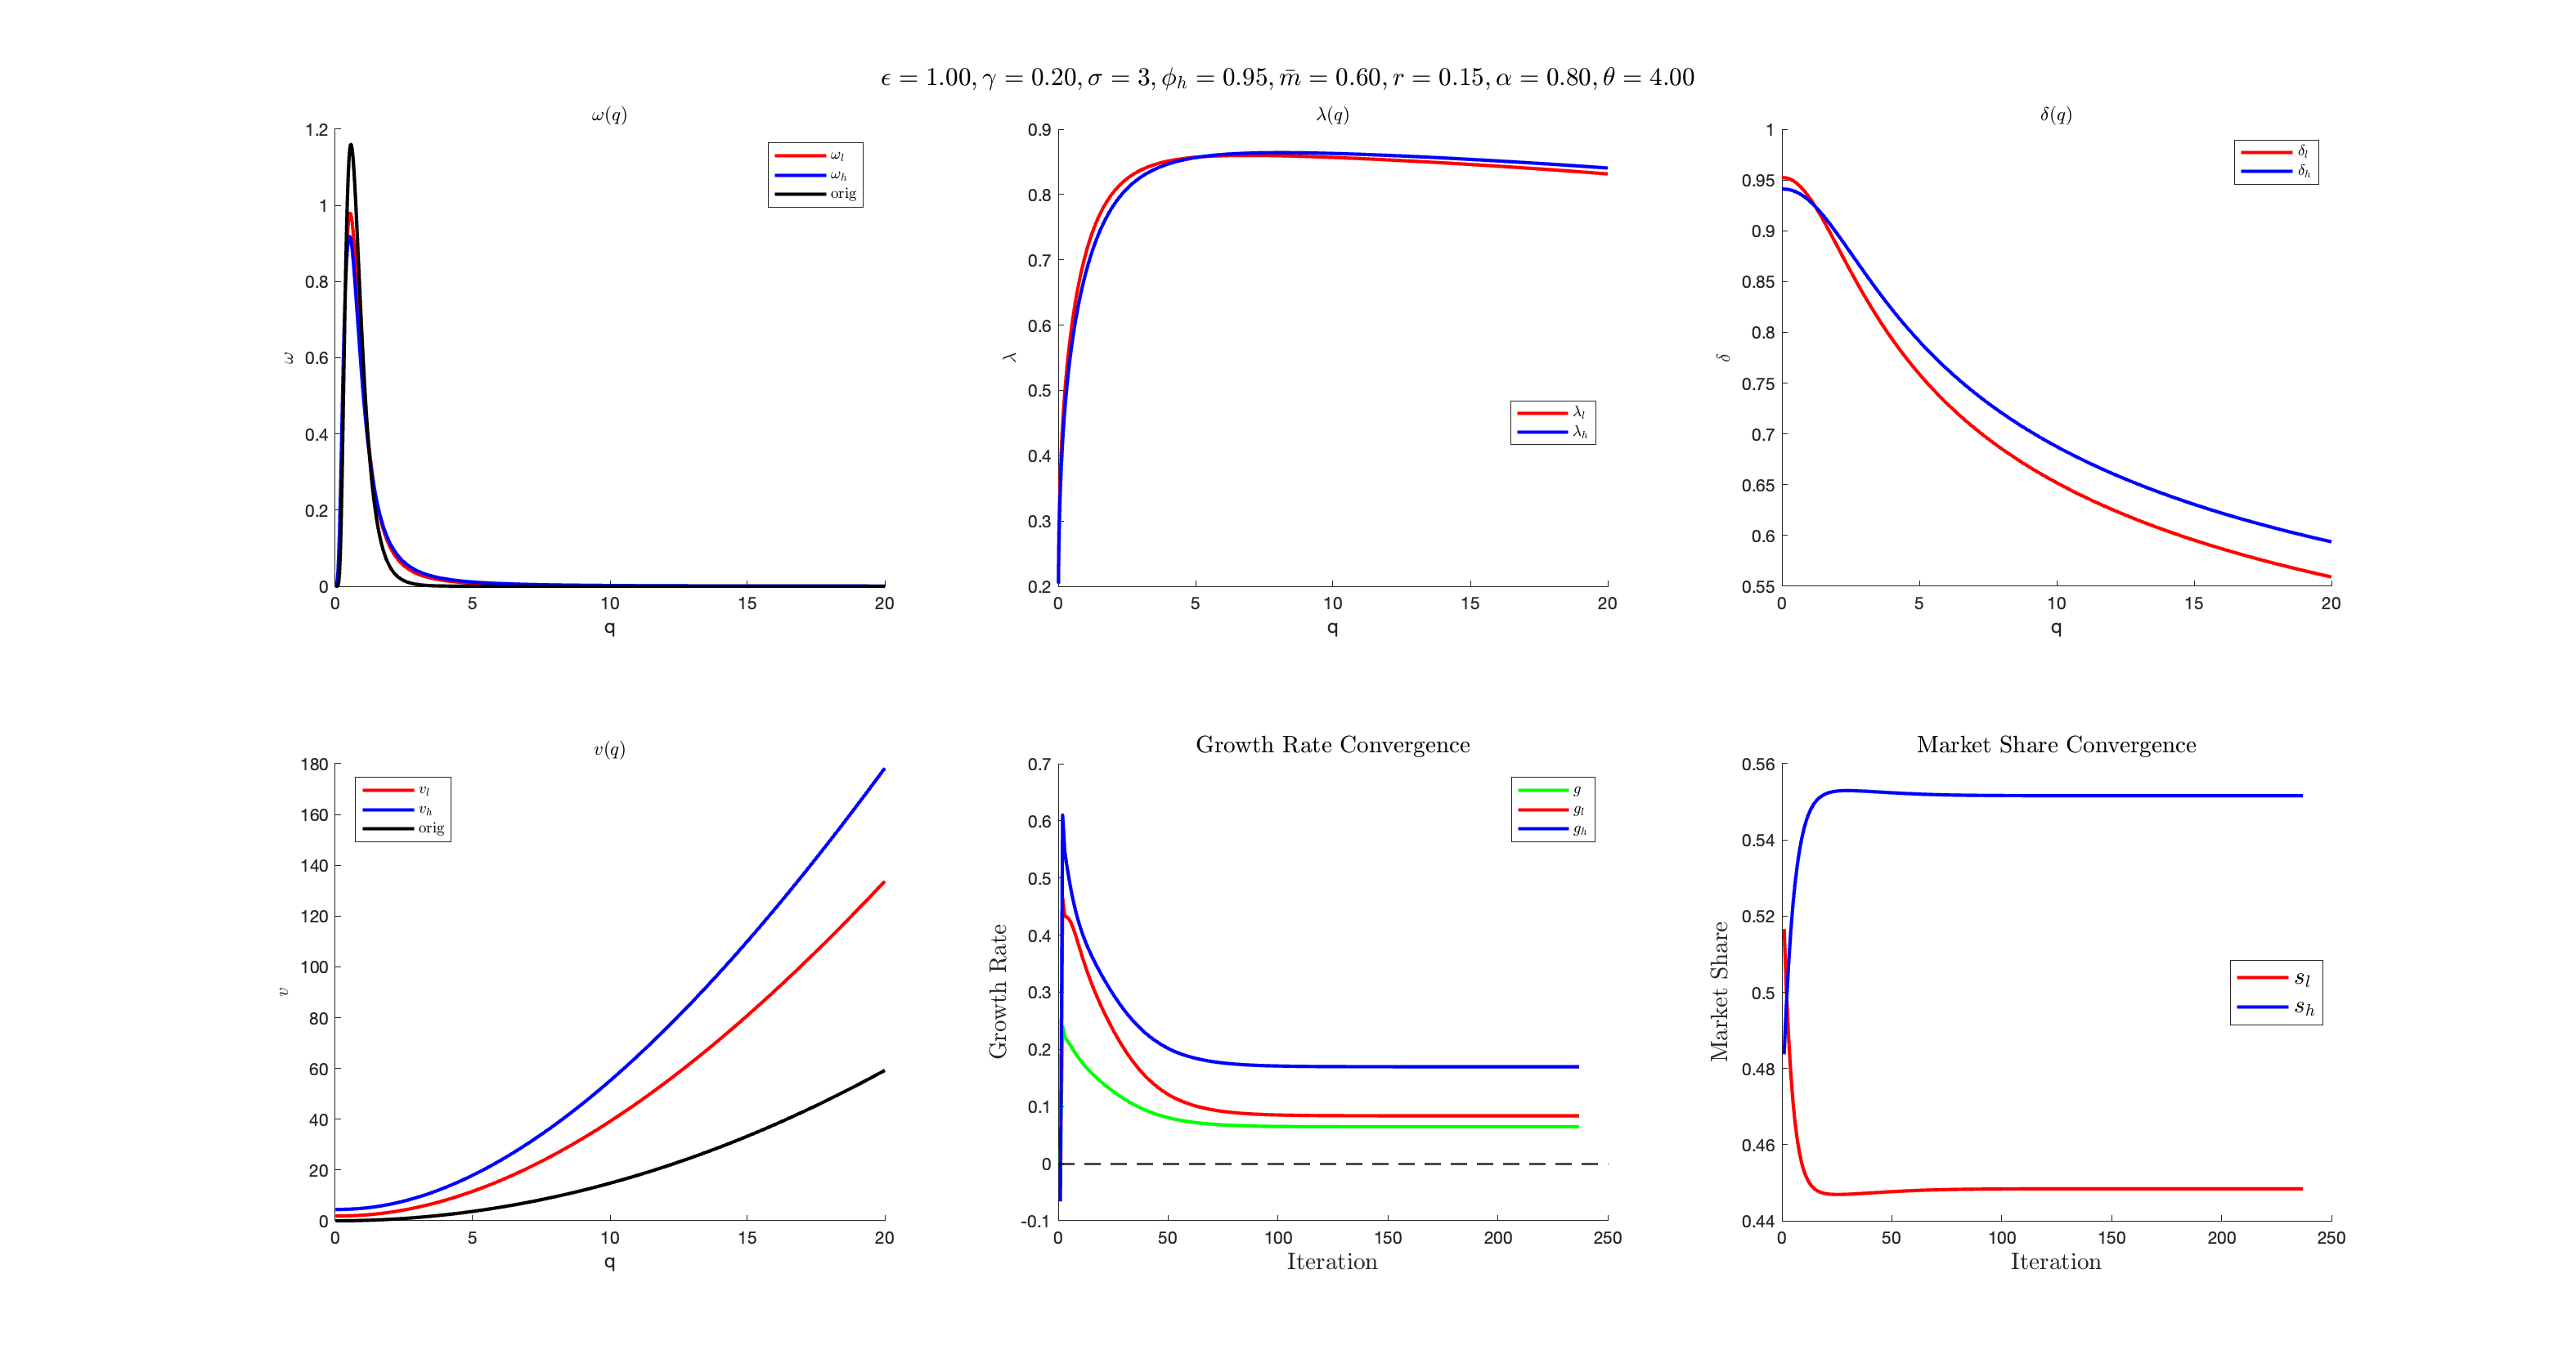 ϵ = 1.00, γ = 0.20, σ = 3, ϕ_h = 0.95, m̄ = 0.60, r = 0.15, α = 0.80, θ = 4.00
ω(q)
1.2
1
0.8
0.6
0.4
0.2
0
ω
0 5 10 15 20
q
ω_l
ω_h
orig
λ(q)
0.9
0.8
0.7
0.6
0.5
0.4
0.3
0.2
λ
0 5 10 15 20
q
λ_l
λ_h
δ(q)
1
0.95
0.9
0.85
0.8
0.75
0.7
0.65
0.6
0.55
δ
0 5 10 15 20
q
δ_l
δ_h
v(q)
180
160
140
120
100
80
60
40
20
0
v
0 5 10 15 20
q
v_l
v_h
orig
Growth Rate Convergence
0.7
0.6
0.5
0.4
0.3
0.2
0.1
0
-0.1
Growth Rate
0 50 100 150 200 250
Iteration
g
g_l
g_h
Market Share Convergence
0.56
0.54
0.52
0.5
0.48
0.46
0.44
Market Share
0 50 100 150 200 250
Iteration
s_l
s_h